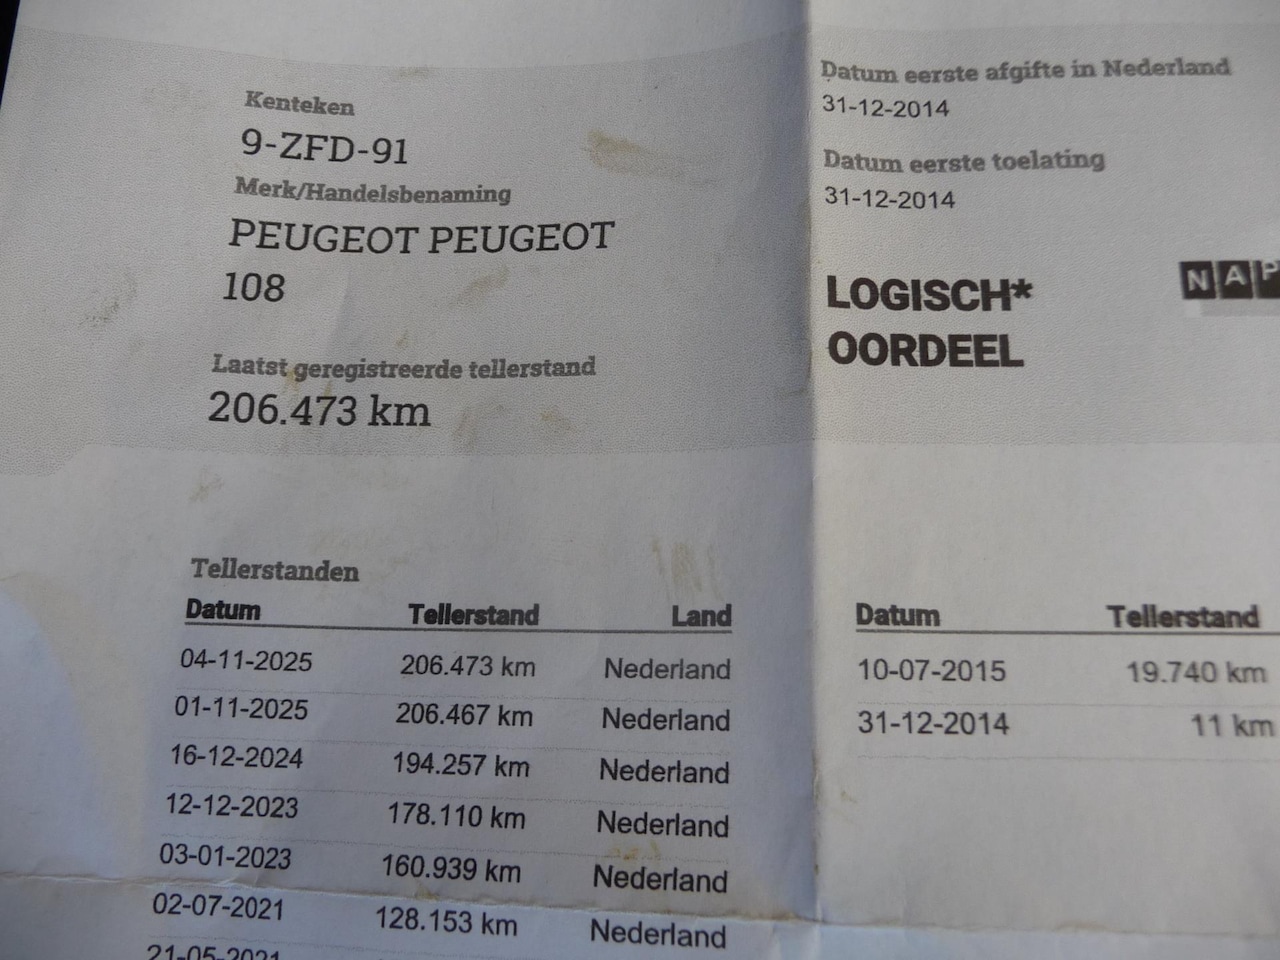 Kenteken
9-ZFD-91
Merk/Handelsbenaming
PEUGEOT PEUGEOT
108
Laatst geregistreerde tellerstand
206.473 km
Datum eerste afgifte in Nederland
31-12-2014
Datum eerste toelating
31-12-2014
LOGISCH*
OORDEEL
NAP
Tellerstanden
Datum Tellerstand Land
04-11-2025 206.473 km Nederland
01-11-2025 206.467 km Nederland
16-12-2024 194.257 km Nederland
12-12-2023 178.110 km Nederland
03-01-2023 160.939 km Nederland
02-07-2021 128.153 km Nederland
21-05-2021
Datum Tellerstand
10-07-2015 19.740 km
31-12-2014 11 km